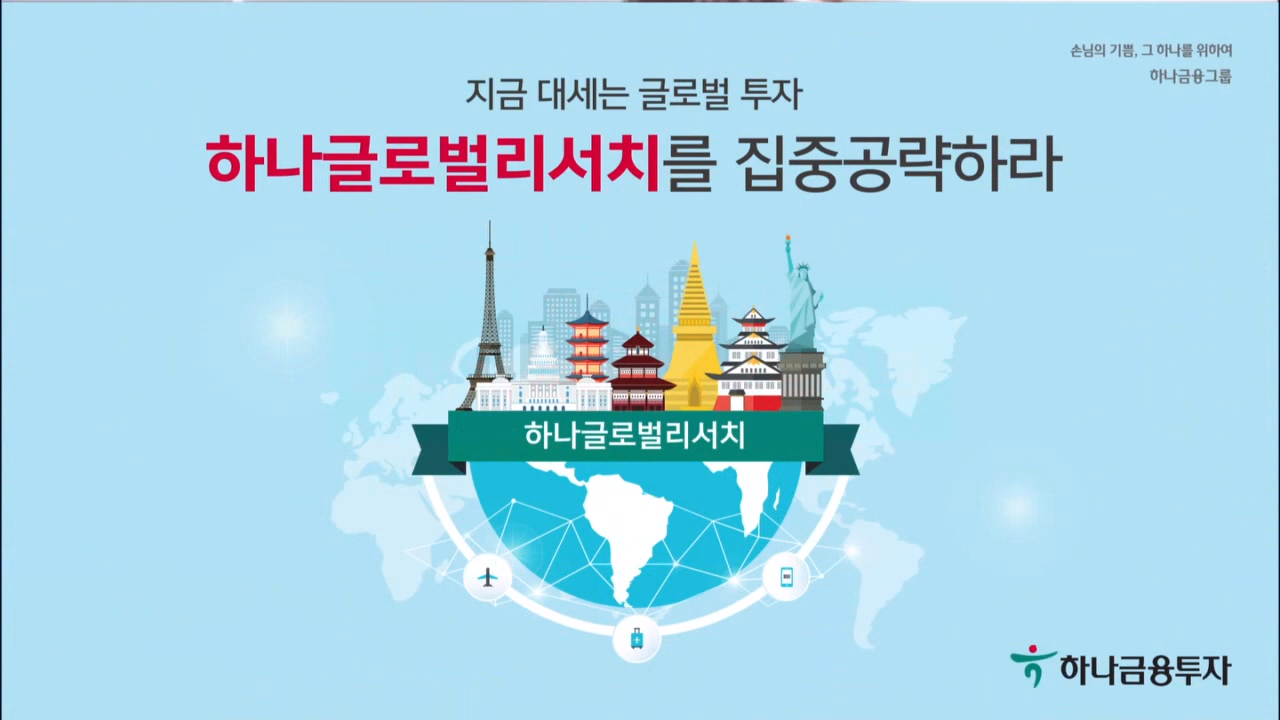 손님의 기쁨, 그 하나를 위하여
하나금융그룹
지금 대세는 글로벌 투자
하나글로벌리서치를 집중공략하라
하나글로벌리서치
하나금융투자